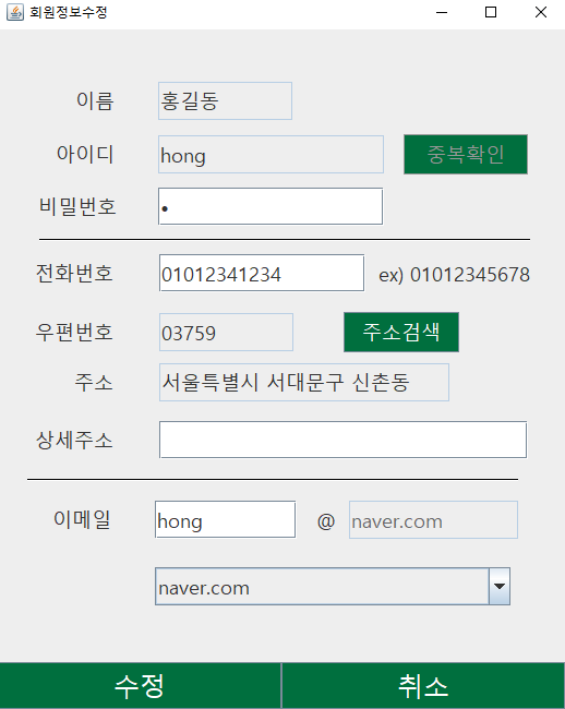 회원정보수정
이름 홍길동
아이디 hong 중복확인
비밀번호 •
전화번호 01012341234 ex) 01012345678
우편번호 03759 주소검색
주소 서울특별시 서대문구 신촌동
상세주소
이메일 hong @ naver.com
naver.com
수정 취소